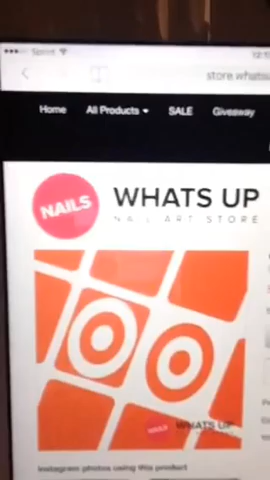 Sprint
store.whats
Home All Products SALE Giveaway
NAILS
WHATS UP
NAIL ART STORE
NAILS WHATS UP
Instagram photos using this product